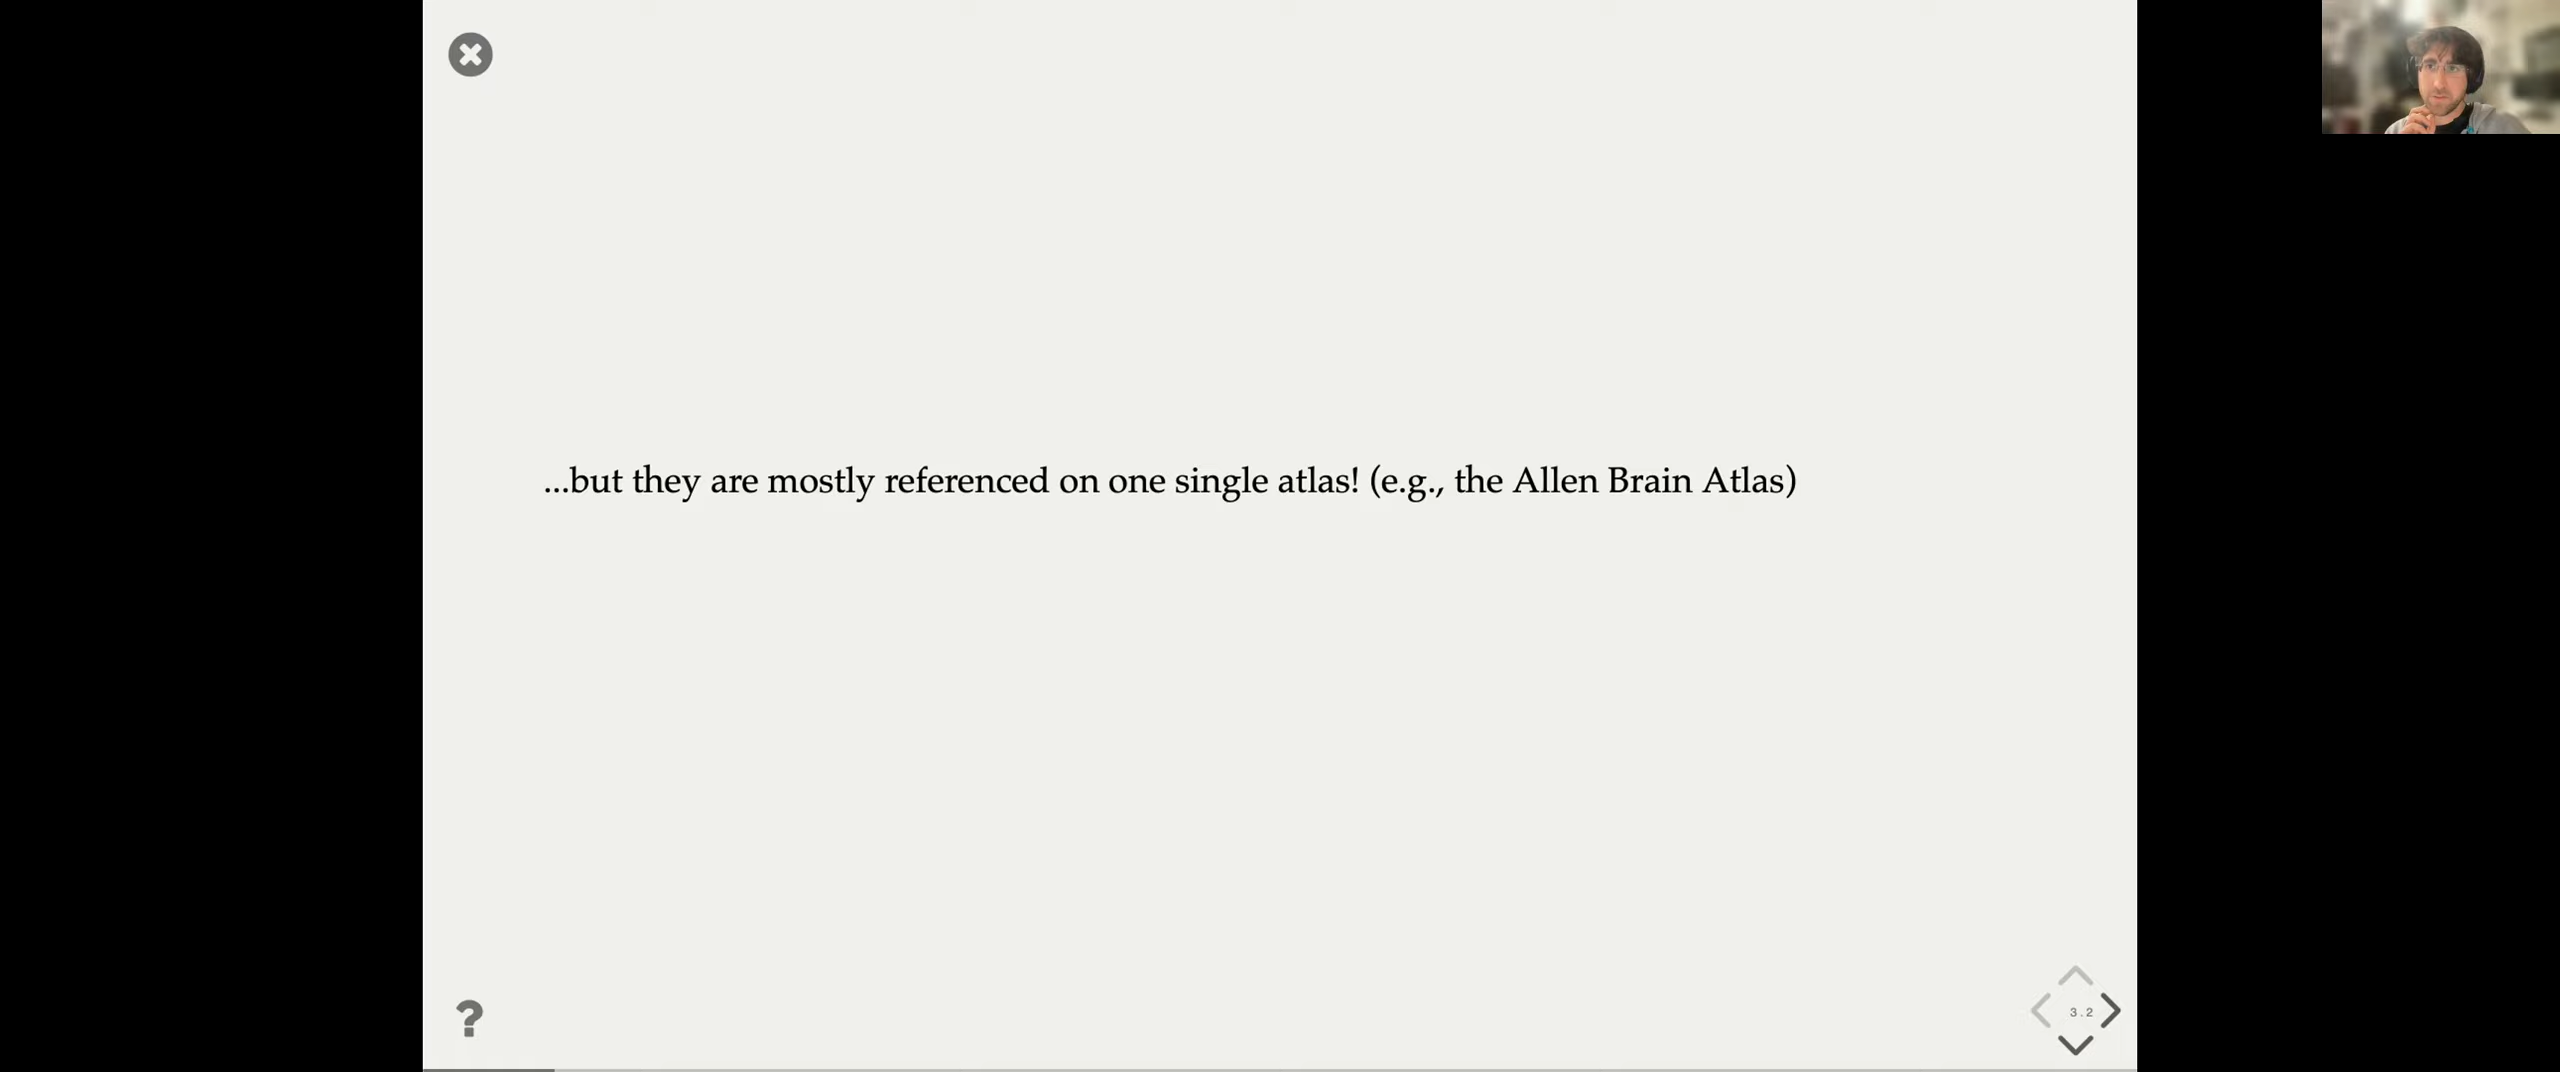 ...but they are mostly referenced on one single atlas! (e.g., the Allen Brain Atlas)
?
3.2